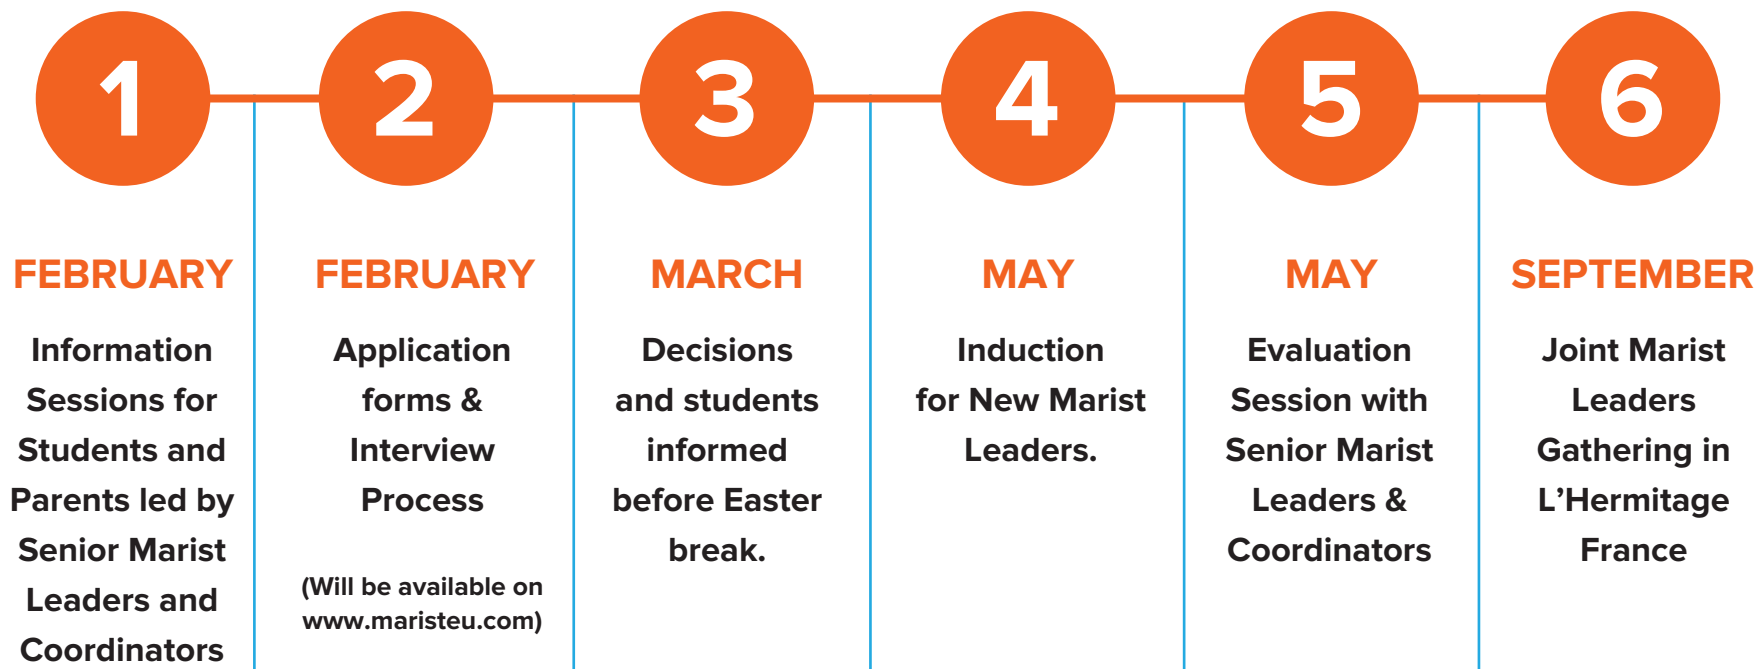 1
FEBRUARY
Information
Sessions for
Students and
Parents led by
Senior Marist
Leaders and
Coordinators
2
FEBRUARY
Application
forms &
Interview
Process
(Will be available on
www.maristeu.com)
3
MARCH
Decisions
and students
informed
before Easter
break.
4
MAY
Induction
for New Marist
Leaders.
5
MAY
Evaluation
Session with
Senior Marist
Leaders &
Coordinators
6
SEPTEMBER
Joint Marist
Leaders
Gathering in
L’Hermitage
France